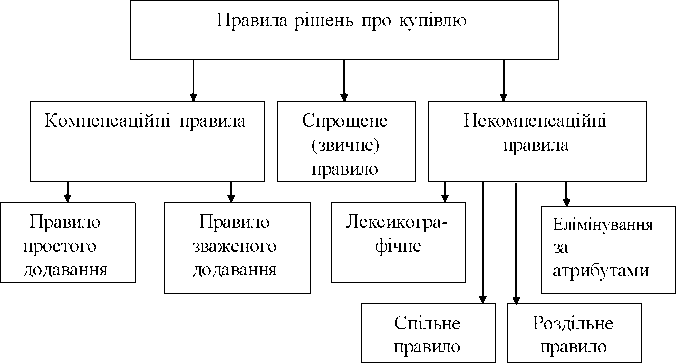 Правила рішень про купівлю
Компенсаційні правила
Спрощене
(звичне)
правило
Некомпенсаційні
правила
Правило
простого
додавання
Правило
зваженого
додавання
Лексикогра-
фічне
Елімінування
за
атрибутами
Спільне
правило
Роздільне
правило